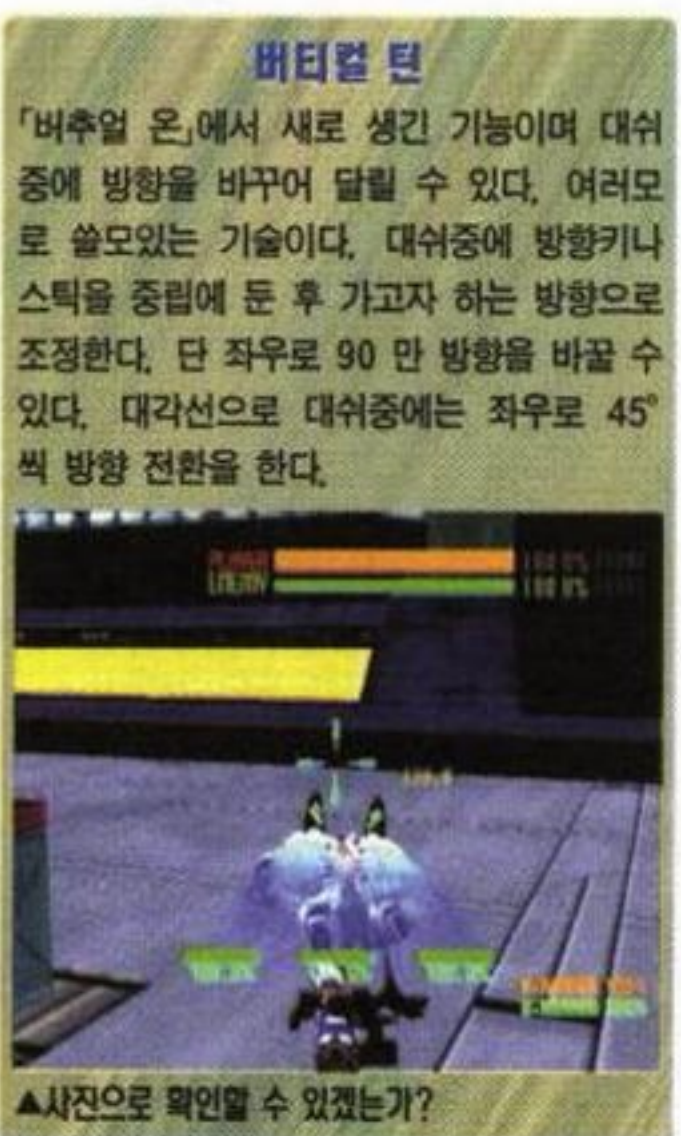 버티컬 턴
「버추얼 온」에서 새로 생긴 기능이며 대쉬
중에 방향을 바꾸어 달릴 수 있다. 여러모
로 쓸모있는 기술이다. 대쉬중에 방향키나
스틱을 중립에 둔 후 가고자 하는 방향으로
조정한다. 단 좌우로 90 만 방향을 바꿀 수
있다. 대각선으로 대쉬중에는 좌우로 45°
씩 방향 전환을 한다.
PLAYER
ENEMY
▲사진으로 확인할 수 있겠는가?